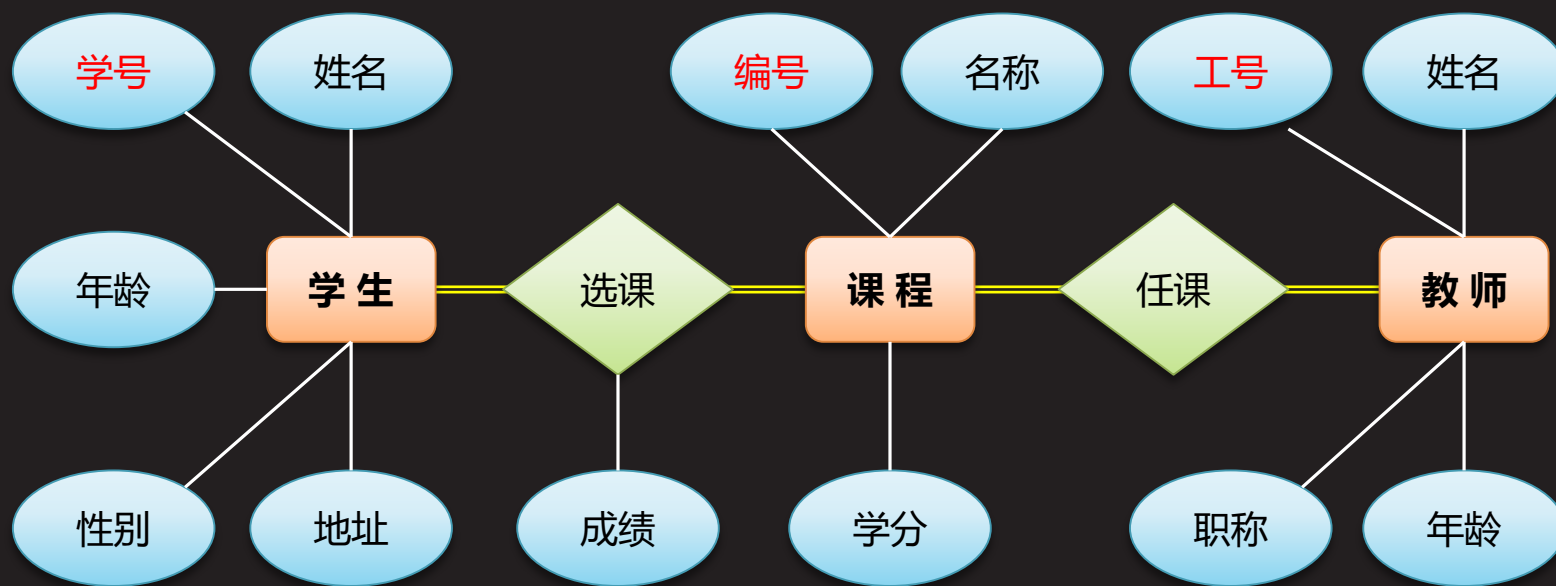 学号
姓名
编号
名称
工号
姓名
年龄
学 生
选课
课 程
任课
教 师
性别
地址
成绩
学分
职称
年龄